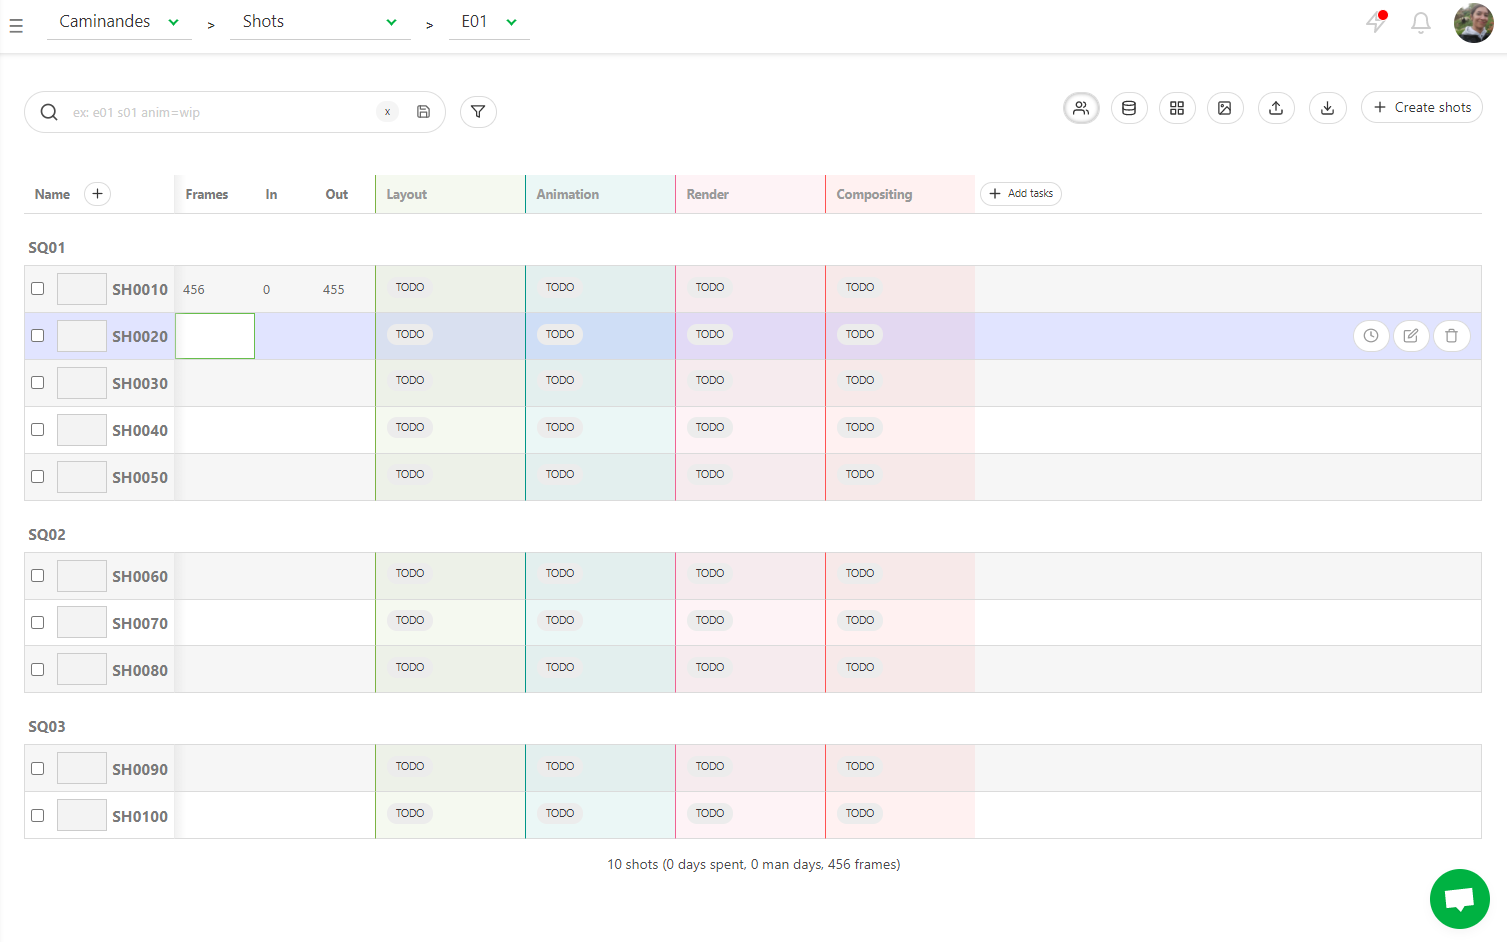 Caminandes > Shots > E01
ex: e01 s01 anim=wip x
Create shots
Name Frames In Out Layout Animation Render Compositing Add tasks
SQ01
SH0010 456 0 455 TODO TODO TODO TODO
SH0020 TODO TODO TODO TODO
SH0030 TODO TODO TODO TODO
SH0040 TODO TODO TODO TODO
SH0050 TODO TODO TODO TODO
SQ02
SH0060 TODO TODO TODO TODO
SH0070 TODO TODO TODO TODO
SH0080 TODO TODO TODO TODO
SQ03
SH0090 TODO TODO TODO TODO
SH0100 TODO TODO TODO TODO
10 shots (0 days spent, 0 man days, 456 frames)